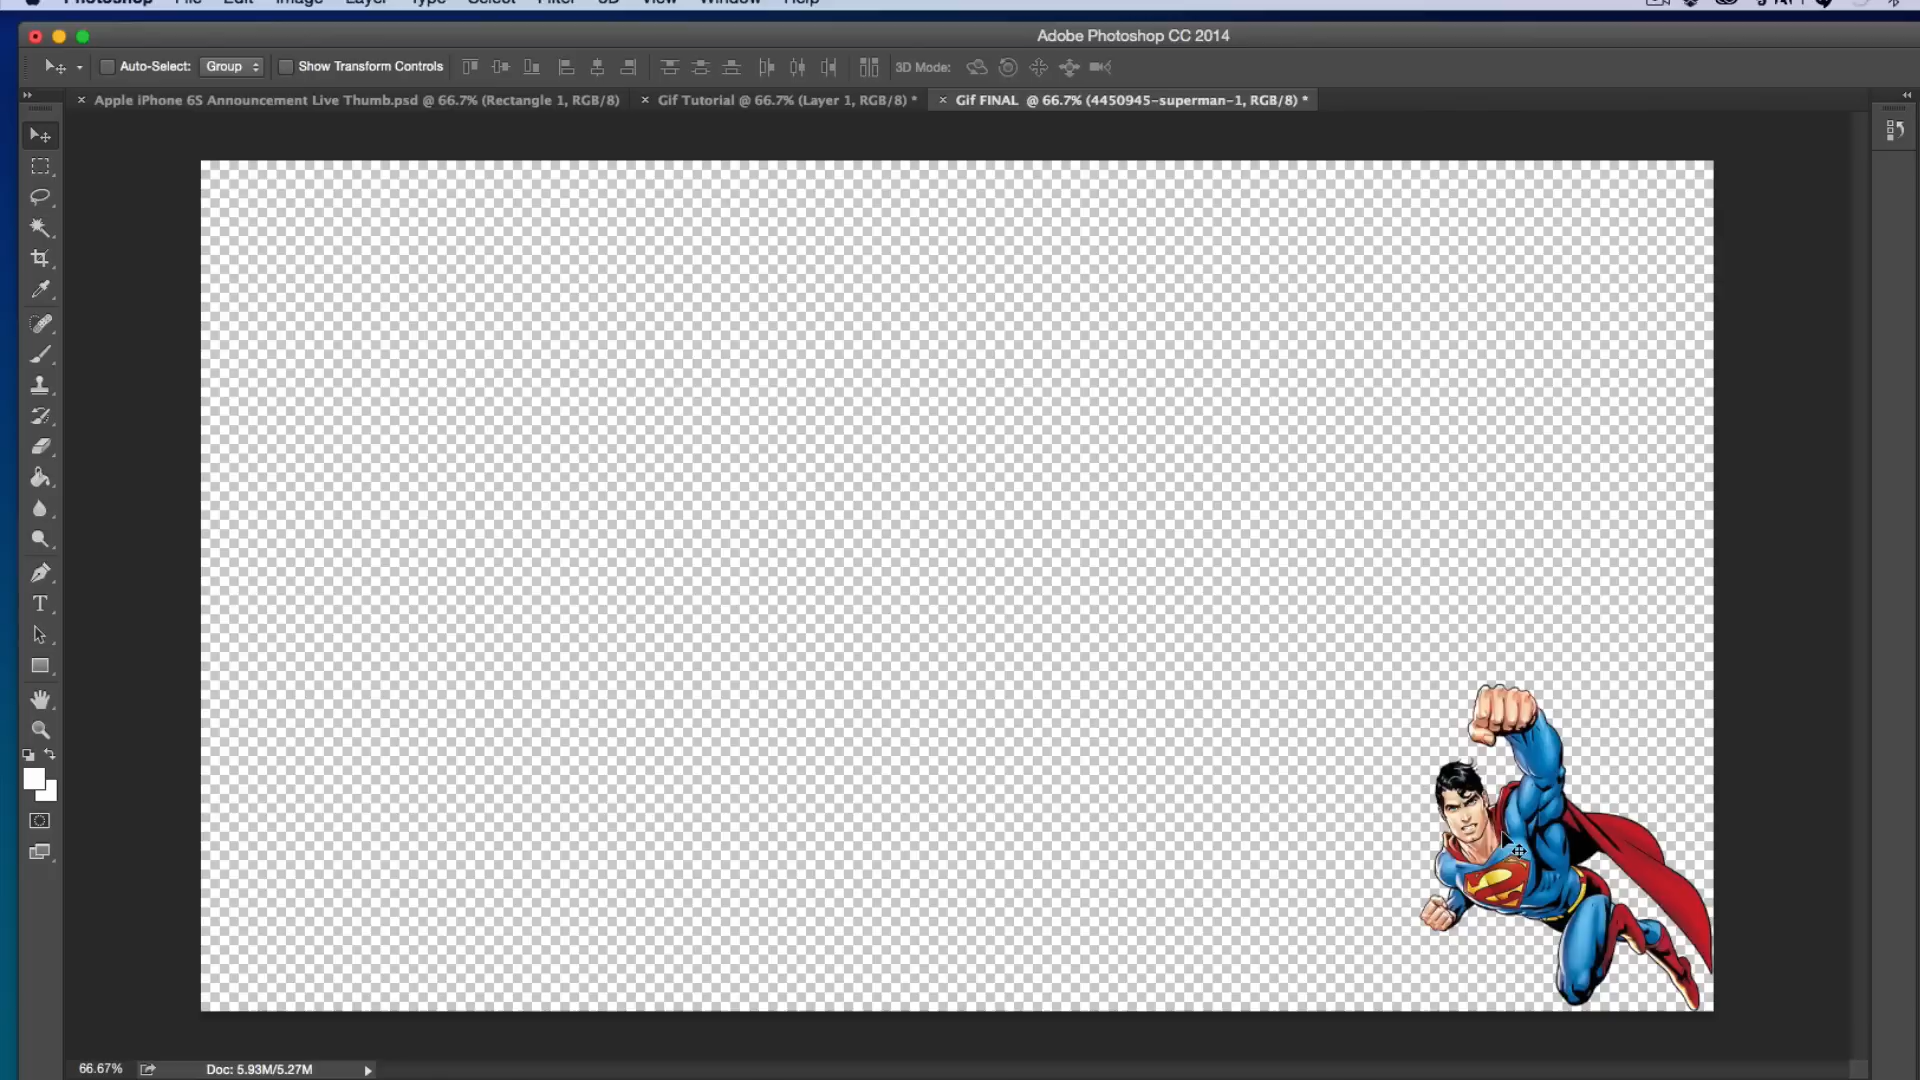 Photoshop File Edit Image Layer Type Select Filter 3D View Window Help
Adobe Photoshop CC 2014
Auto-Select: Group Show Transform Controls 3D Mode:
Apple iPhone 6S Announcement Live Thumb.psd @ 66.7% (Rectangle 1, RGB/8)
Gif Tutorial @ 66.7% (Layer 1, RGB/8) *
Gif FINAL @ 66.7% (4450945-superman-1, RGB/8) *
T
S
66.67% Doc: 5.93M/5.27M